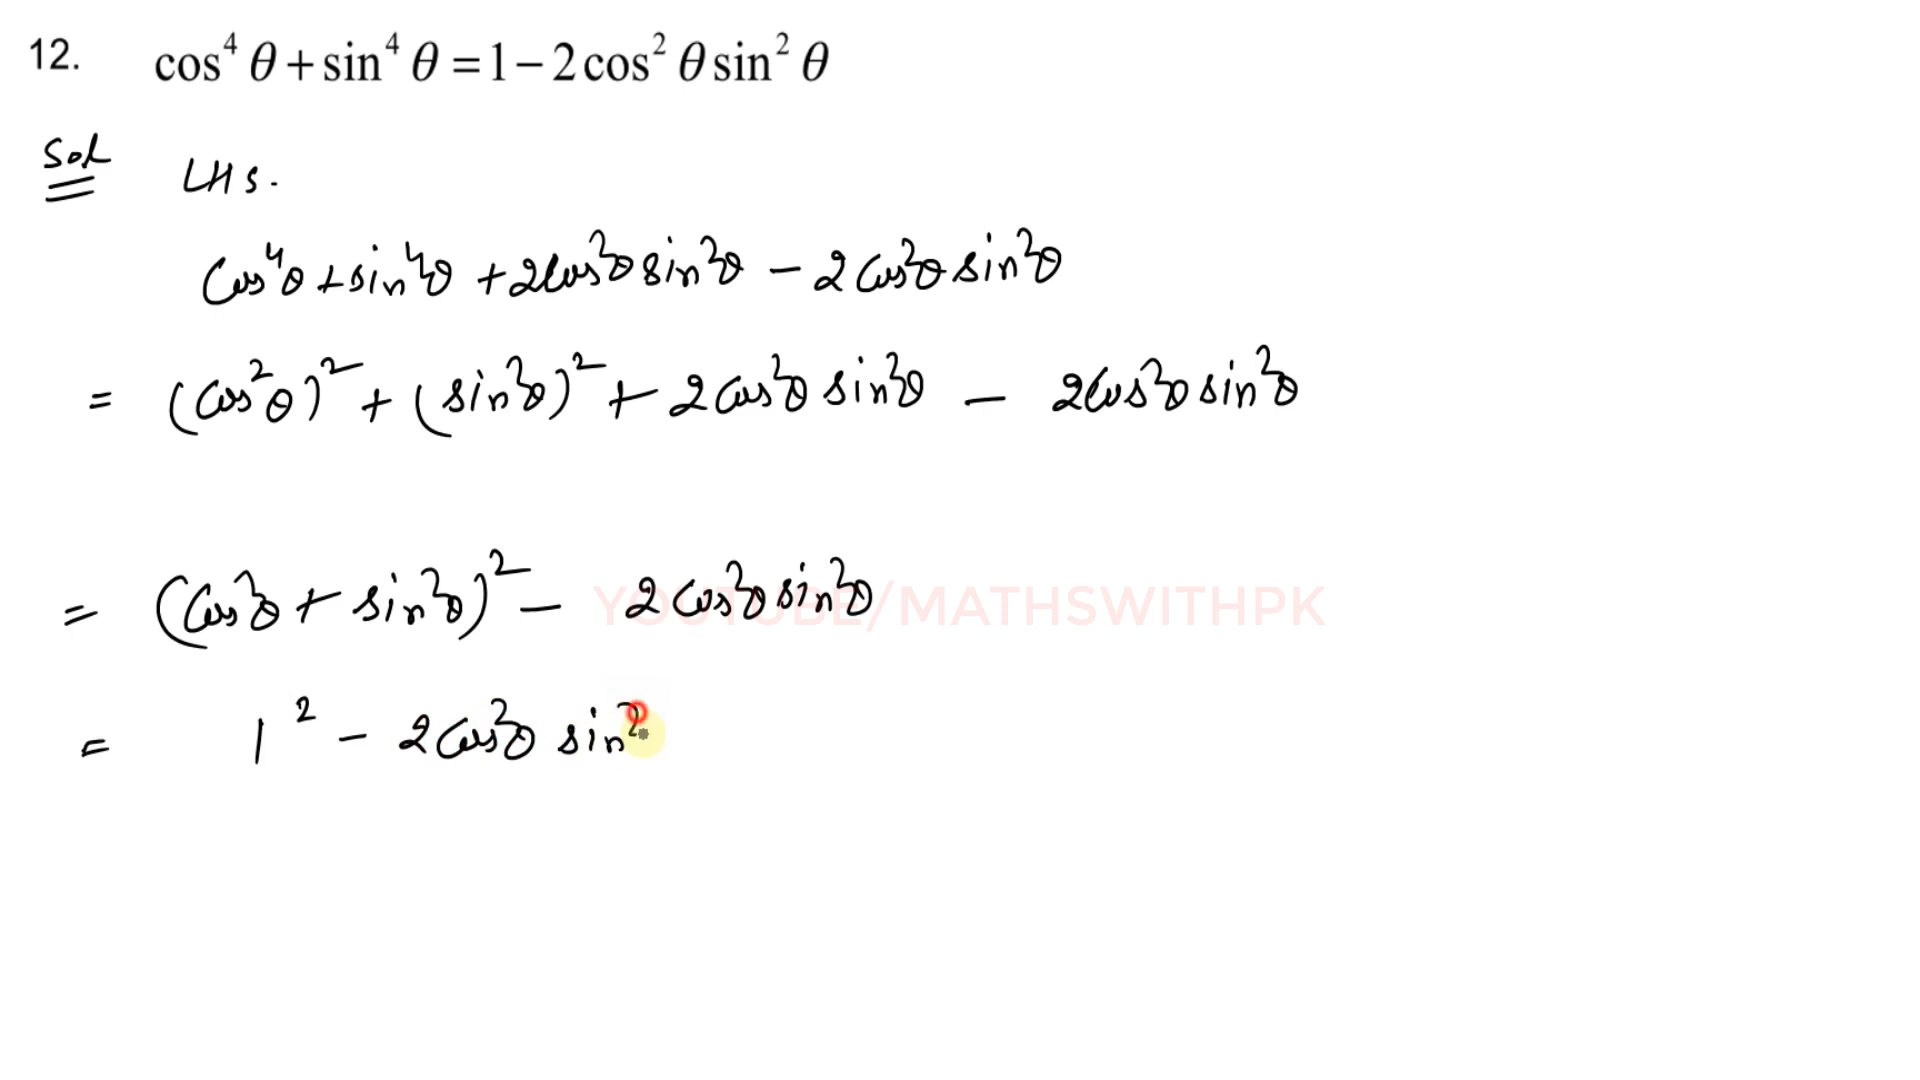 12. cos⁴ θ + sin⁴ θ = 1 − 2 cos² θ sin² θ
Sol LHS.
cos⁴θ + sin⁴θ + 2cos²θ sin²θ − 2cos²θ sin²θ
= (cos²θ)² + (sin²θ)² + 2cos²θ sin²θ − 2cos²θ sin²θ
= (cos²θ + sin²θ)² − 2cos²θ sin²θ
YOUTUBE/MATHSWITHPK
= 1² − 2cos²θ sin²